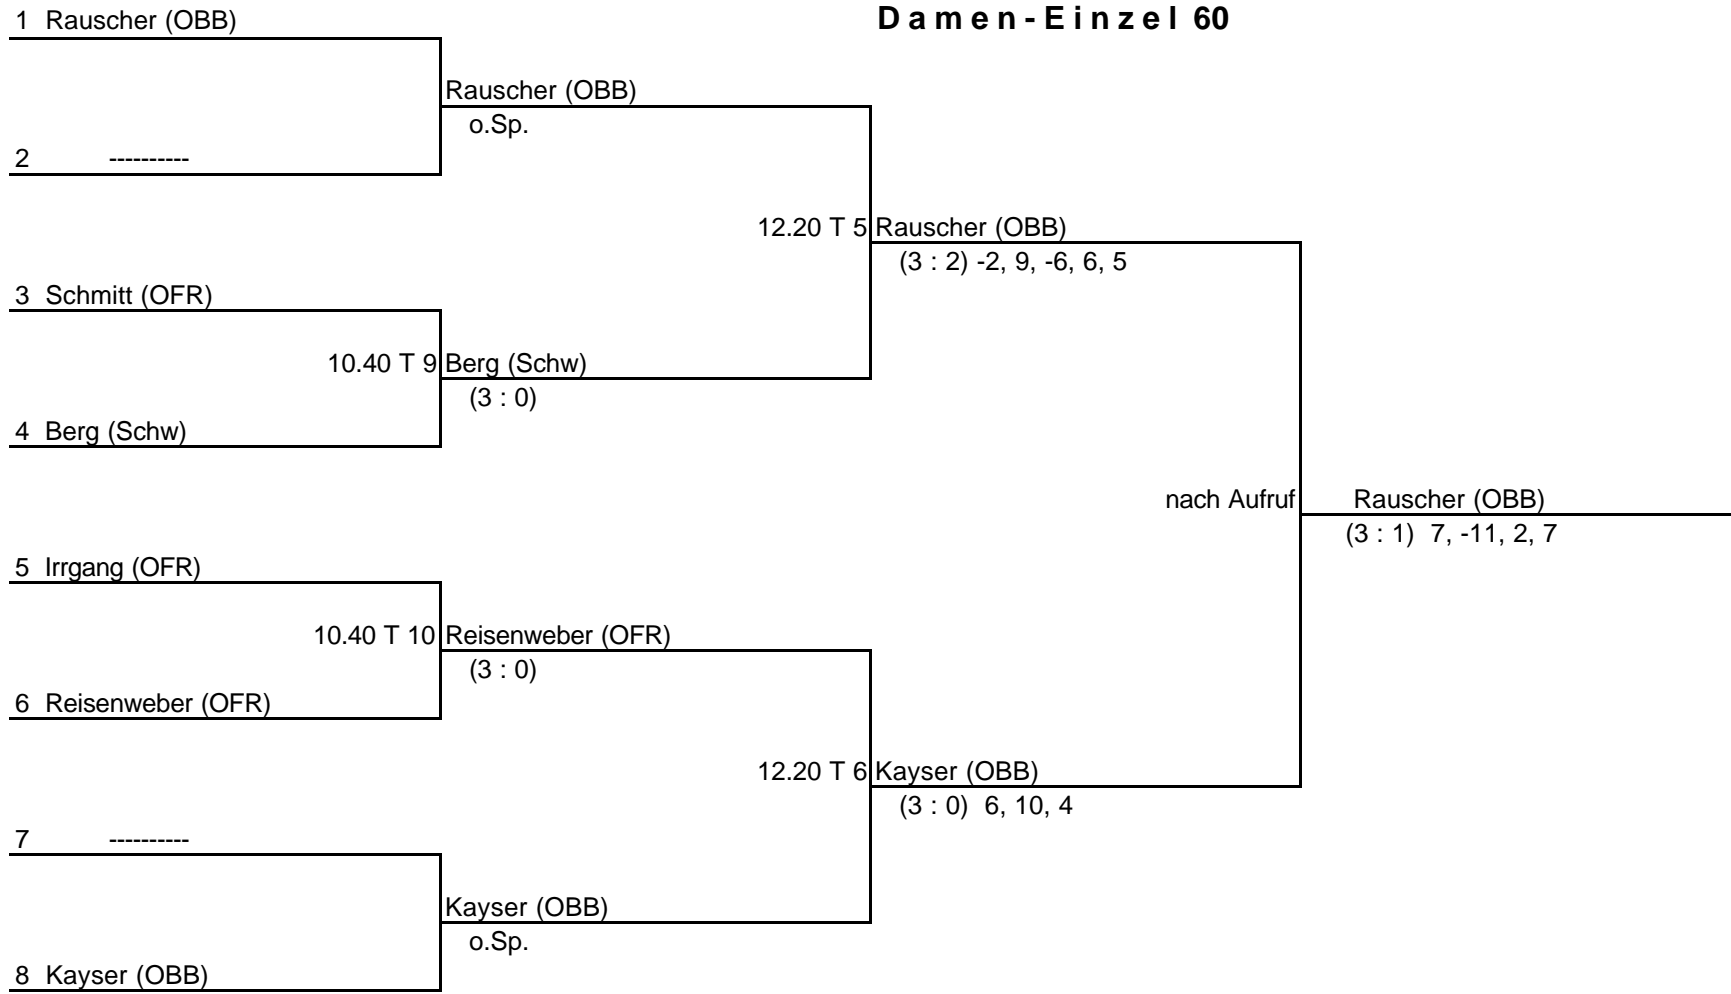 D a m e n - E i n z e l 60
1 Rauscher (OBB)
Rauscher (OBB)
o.Sp.
2 ----------
12.20 T 5 Rauscher (OBB)
(3 : 2) -2, 9, -6, 6, 5
3 Schmitt (OFR)
10.40 T 9 Berg (Schw)
(3 : 0)
4 Berg (Schw)
nach Aufruf Rauscher (OBB)
(3 : 1) 7, -11, 2, 7
5 Irrgang (OFR)
10.40 T 10 Reisenweber (OFR)
(3 : 0)
6 Reisenweber (OFR)
12.20 T 6 Kayser (OBB)
(3 : 0) 6, 10, 4
7 ----------
Kayser (OBB)
o.Sp.
8 Kayser (OBB)